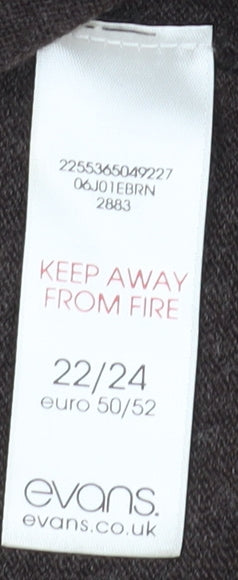 2255365049227
06J01EBRN
2883
KEEP AWAY
FROM FIRE
22/24
euro 50/52
evans.
evans.co.uk